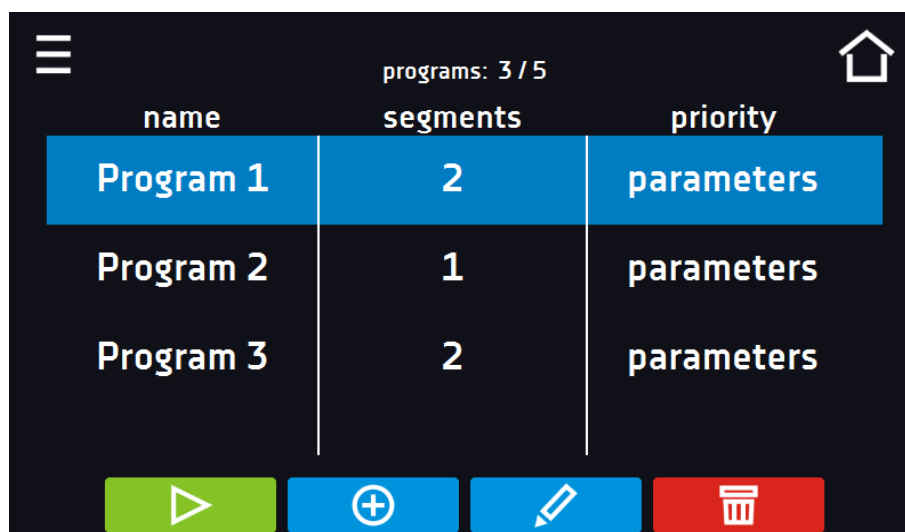 programs: 3 / 5
name segments priority
Program 1 2 parameters
Program 2 1 parameters
Program 3 2 parameters